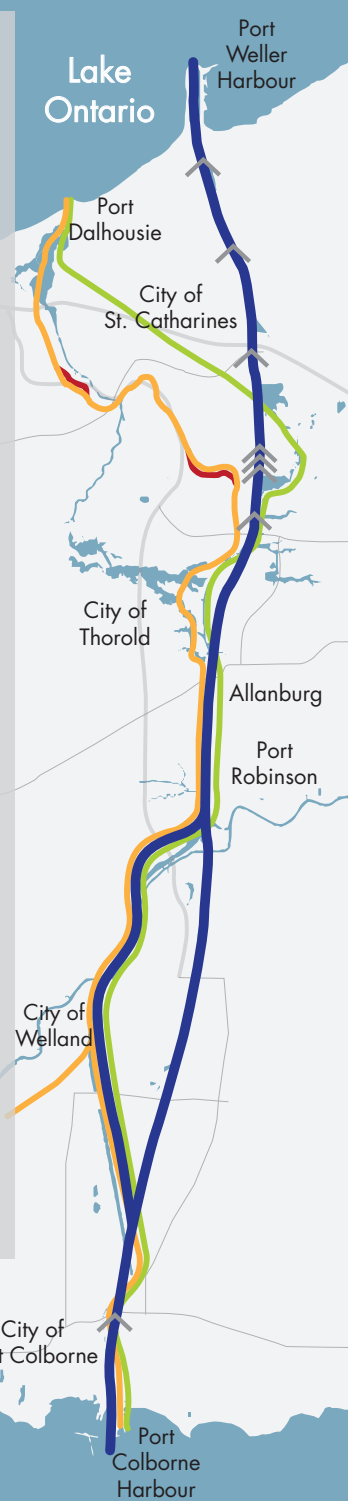 Port
Weller
Harbour
Lake
Ontario
Port
Dalhousie
City of
St. Catharines
City of
Thorold
Allanburg
Port
Robinson
City of
Welland
City of
t Colborne
Port
Colborne
Harbour